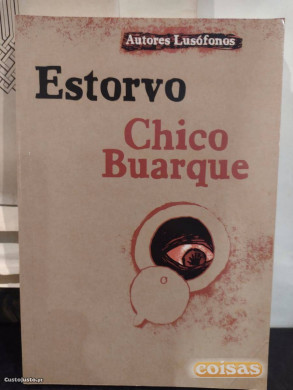 Autores Lusófonos
Estorvo
Chico
Buarque
coisas